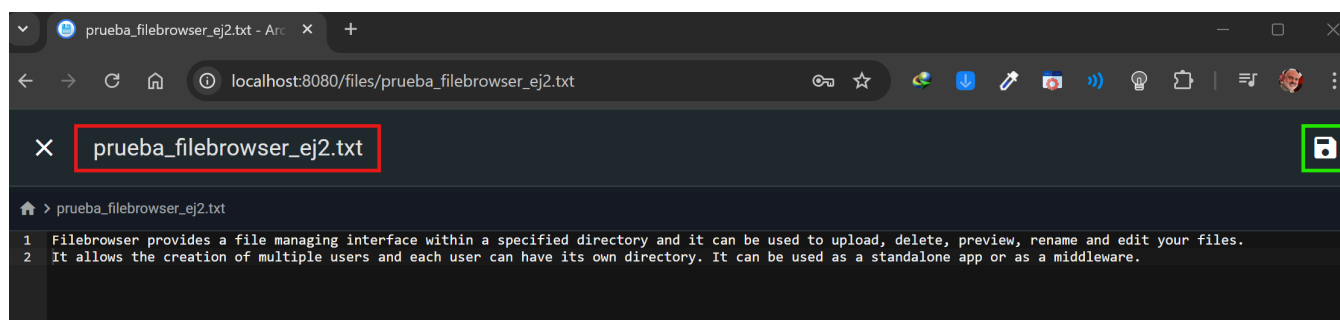 prueba_filebrowser_ej2.txt - Arc
localhost:8080/files/prueba_filebrowser_ej2.txt
prueba_filebrowser_ej2.txt
prueba_filebrowser_ej2.txt
1 Filebrowser provides a file managing interface within a specified directory and it can be used to upload, delete, preview, rename and edit your files.
2 It allows the creation of multiple users and each user can have its own directory. It can be used as a standalone app or as a middleware.